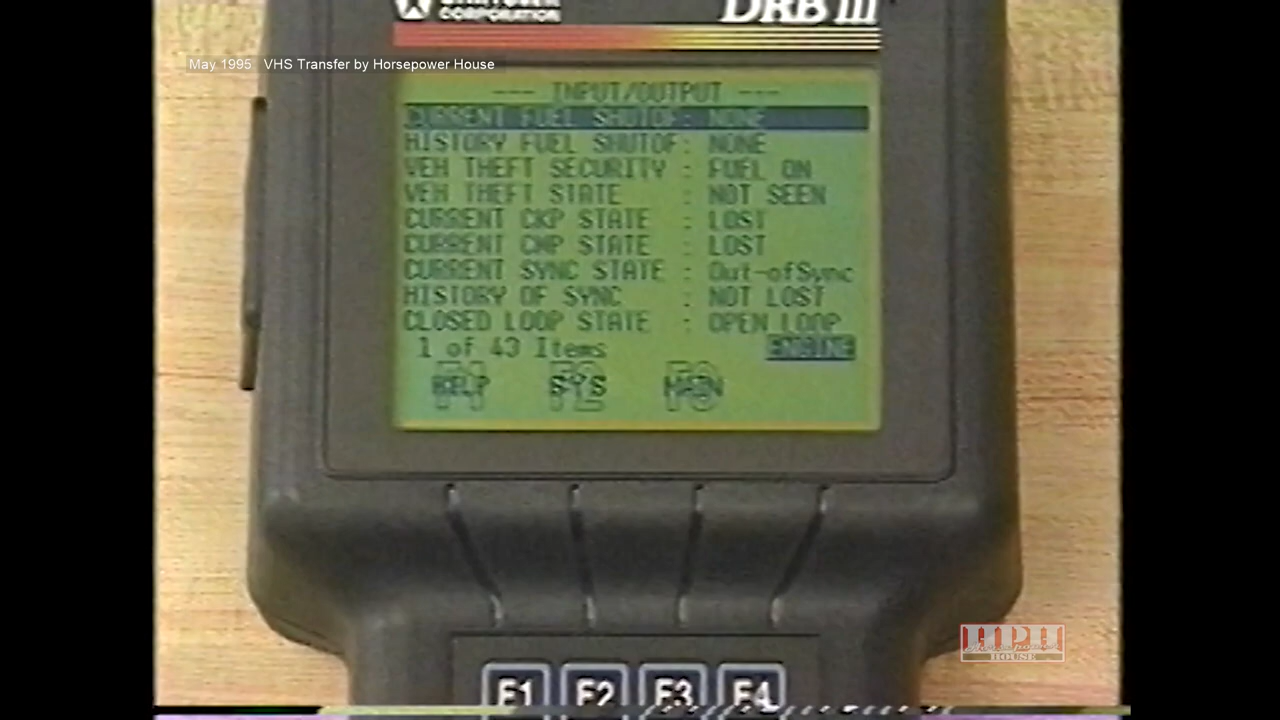 CORPORATION
DRB III
May 1995 VHS Transfer by Horsepower House
--- INPUT/OUTPUT ---
CURRENT FUEL SHUTOF: NONE
HISTORY FUEL SHUTOF: NONE
VEH THEFT SECURITY : FUEL ON
VEH THEFT STATE : NOT SEEN
CURRENT CKP STATE : LOST
CURRENT CMP STATE : LOST
CURRENT SYNC STATE : Out-ofSync
HISTORY OF SYNC : NOT LOST
CLOSED LOOP STATE : OPEN LOOP
1 of 43 Items ENGINE
HELP SYS MAIN
F1 F2 F3
F1 F2 F3 F4
HPH
HOUSE